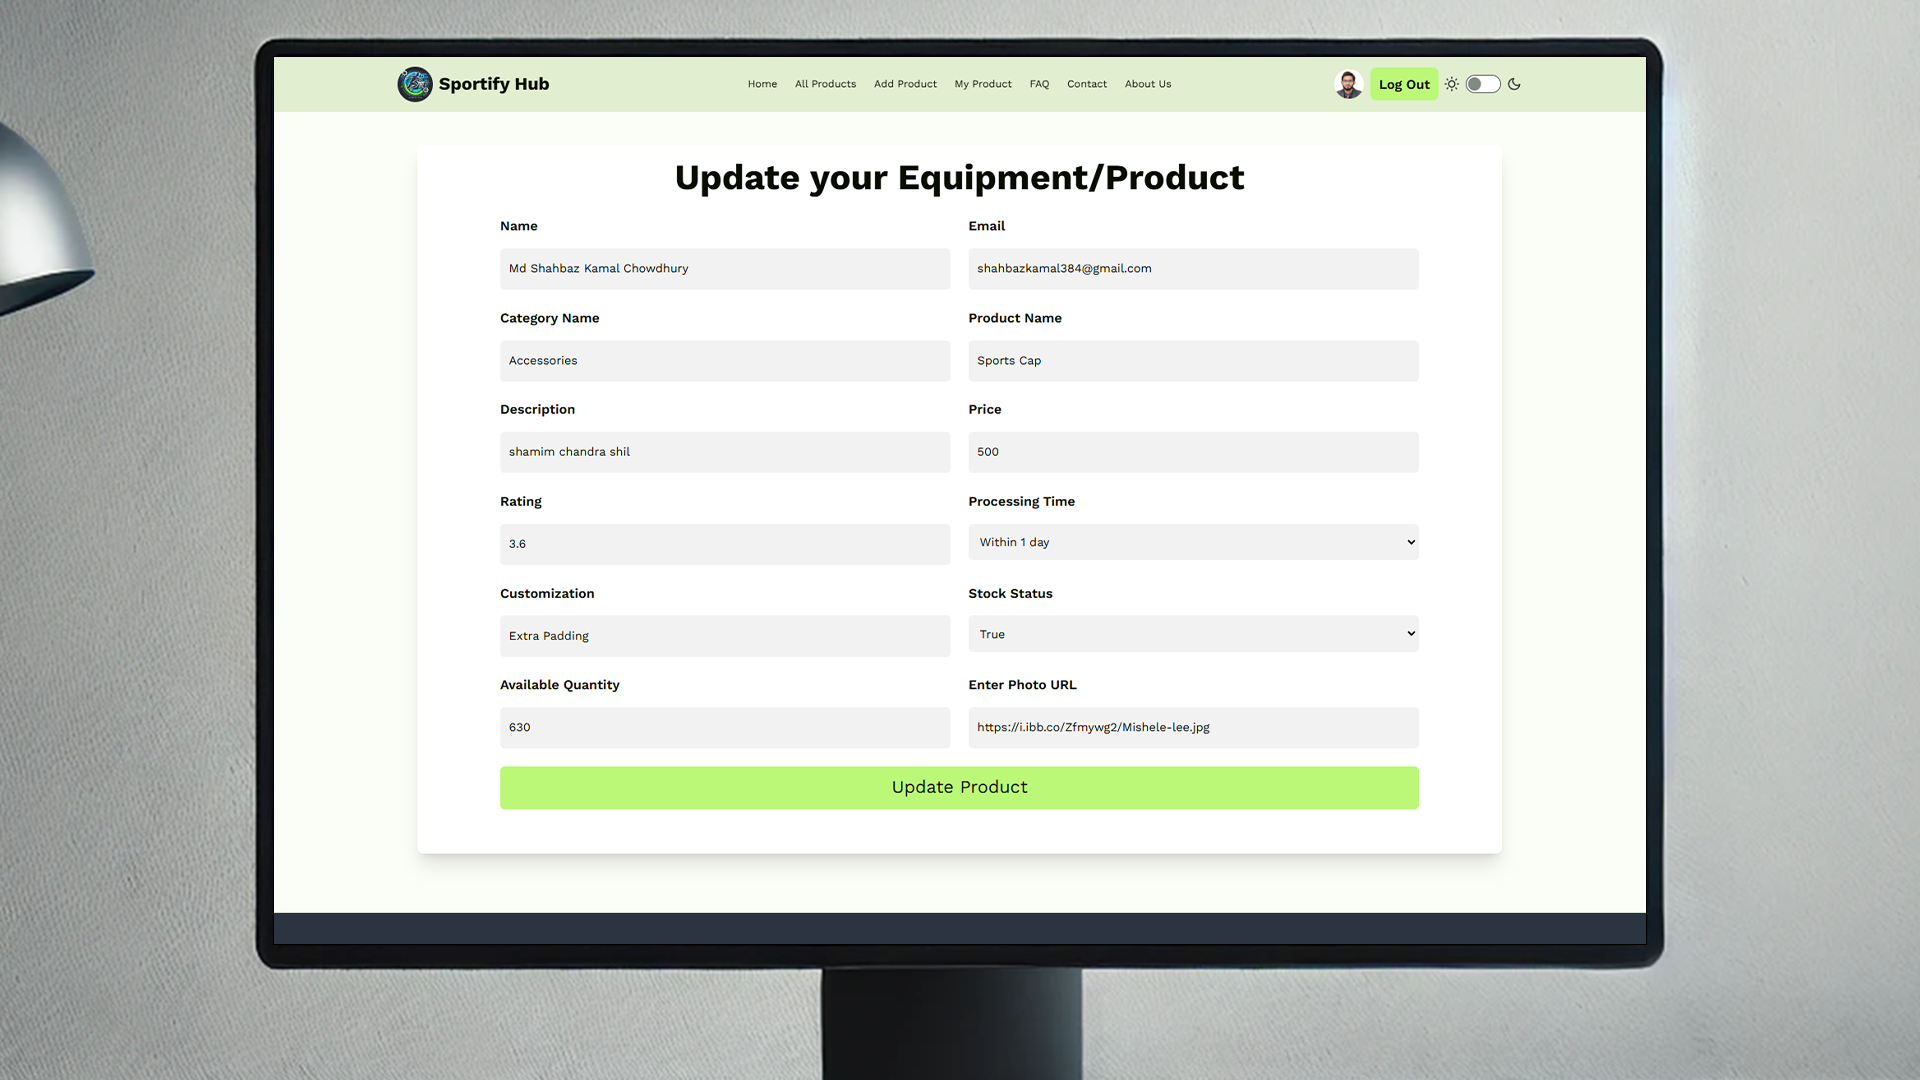 Sportify Hub
Home All Products Add Product My Product FAQ Contact About Us
Log Out
Update your Equipment/Product
Name Email
Md Shahbaz Kamal Chowdhury shahbazkamal384@gmail.com
Category Name Product Name
Accessories Sports Cap
Description Price
shamim chandra shil 500
Rating Processing Time
3.6 Within 1 day
Customization Stock Status
Extra Padding True
Available Quantity Enter Photo URL
630 https://i.ibb.co/Zfmywg2/Mishele-lee.jpg
Update Product